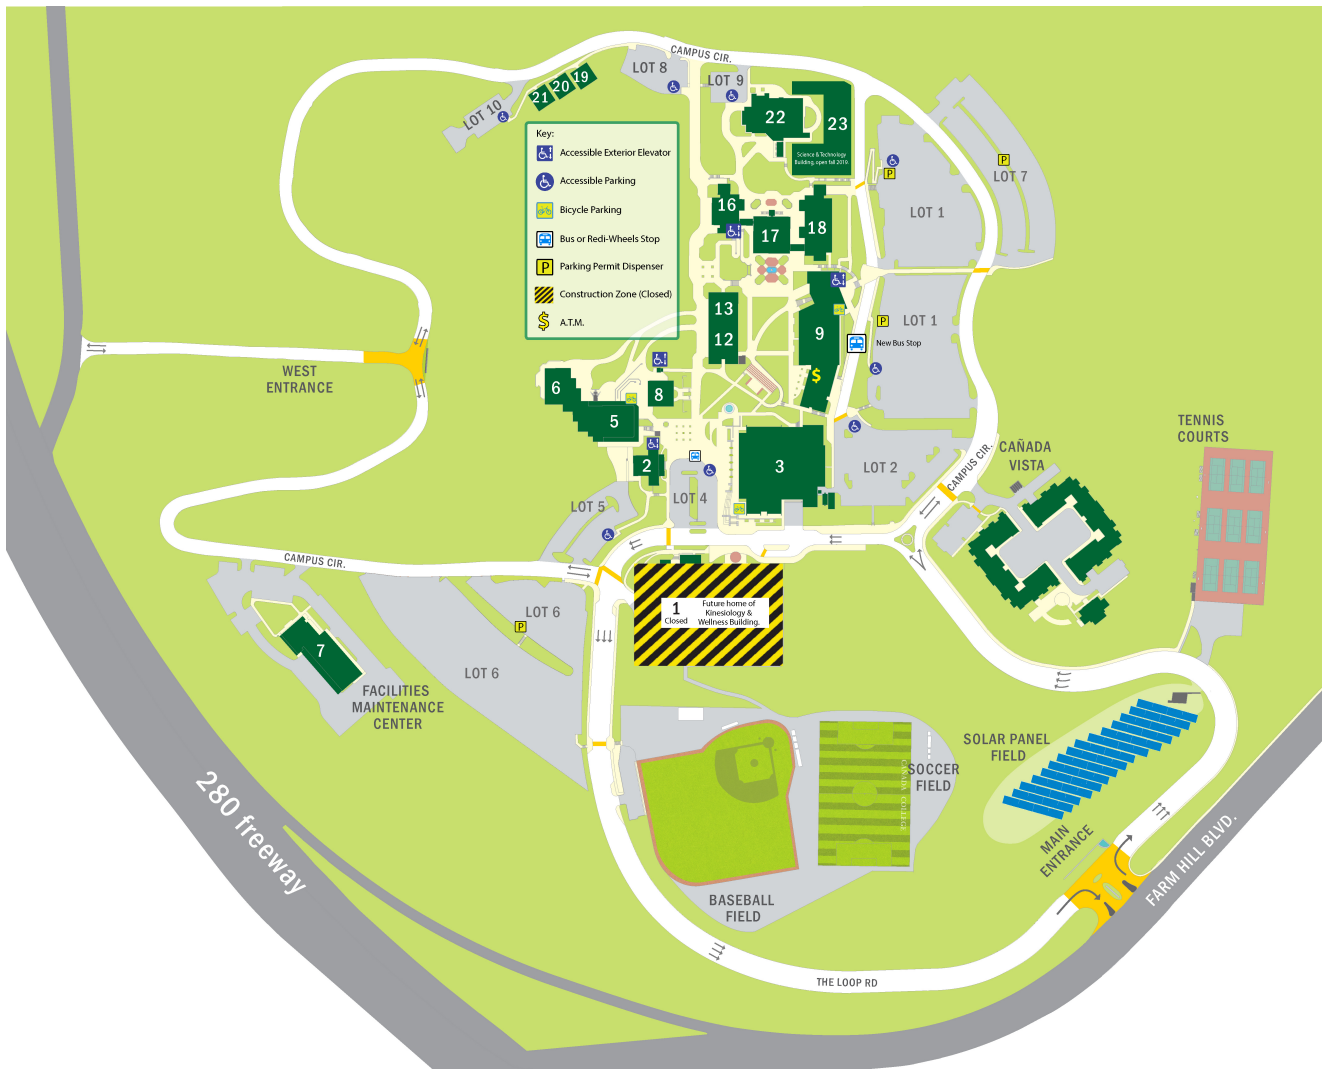 CAMPUS CIR.
LOT 8
LOT 9
19
20
21
LOT 10
22
23
Science & Technology
Building, open fall 2019.
Key:
Accessible Exterior Elevator
Accessible Parking
Bicycle Parking
Bus or Redi-Wheels Stop
P
Parking Permit Dispenser
Construction Zone (Closed)
$
A.T.M.
P
P
LOT 7
LOT 1
16
17
18
13
12
9
$
P
LOT 1
New Bus Stop
WEST
ENTRANCE
6
8
5
2
3
LOT 2
LOT 4
LOT 5
CAMPUS CIR.
CAÑADA
VISTA
TENNIS
COURTS
CAMPUS CIR.
LOT 6
P
LOT 6
1
Closed
Future home of
Kinesiology &
Wellness Building.
7
FACILITIES
MAINTENANCE
CENTER
280 freeway
SOLAR PANEL
FIELD
SOCCER
FIELD
CAÑADA COLLEGE
MAIN
ENTRANCE
FARM HILL BLVD.
BASEBALL
FIELD
THE LOOP RD